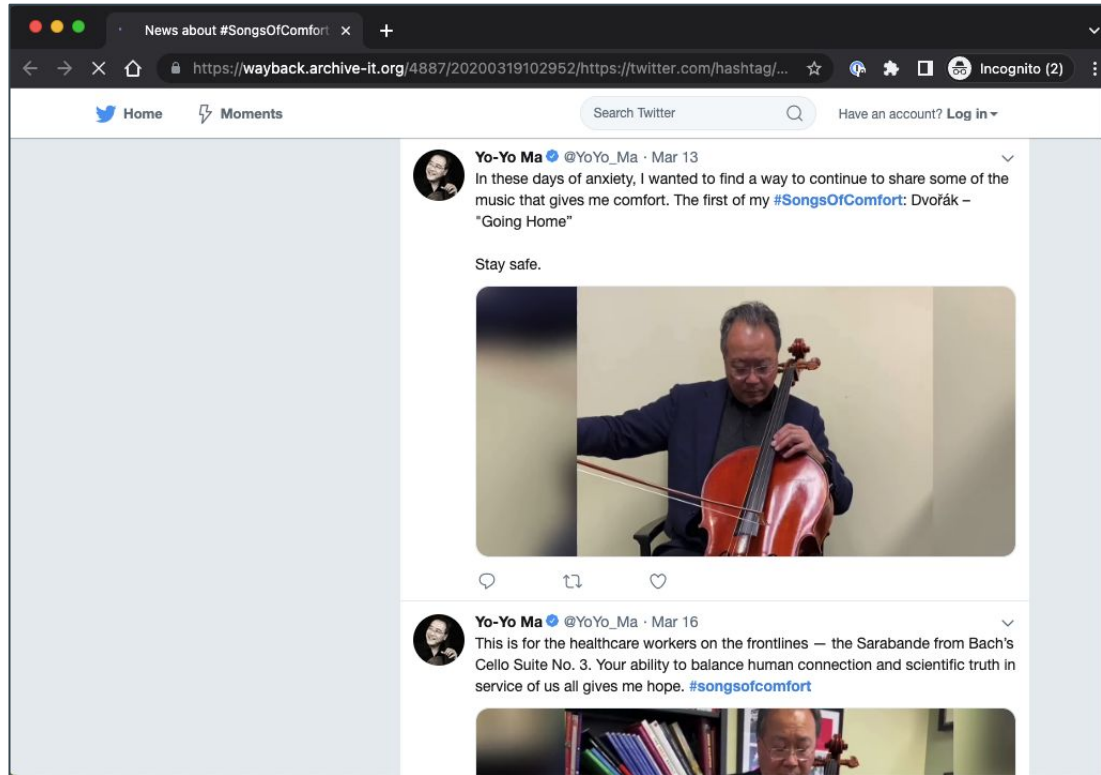 News about #SongsOfComfort
https://wayback.archive-it.org/4887/20200319102952/https://twitter.com/hashtag/...
Incognito (2)
Home
Moments
Search Twitter
Have an account? Log in
Yo-Yo Ma @YoYo_Ma · Mar 13
In these days of anxiety, I wanted to find a way to continue to share some of the
music that gives me comfort. The first of my #SongsOfComfort: Dvořák –
"Going Home”
Stay safe.
Yo-Yo Ma @YoYo_Ma · Mar 16
This is for the healthcare workers on the frontlines — the Sarabande from Bach's
Cello Suite No. 3. Your ability to balance human connection and scientific truth in
service of us all gives me hope. #songsofcomfort